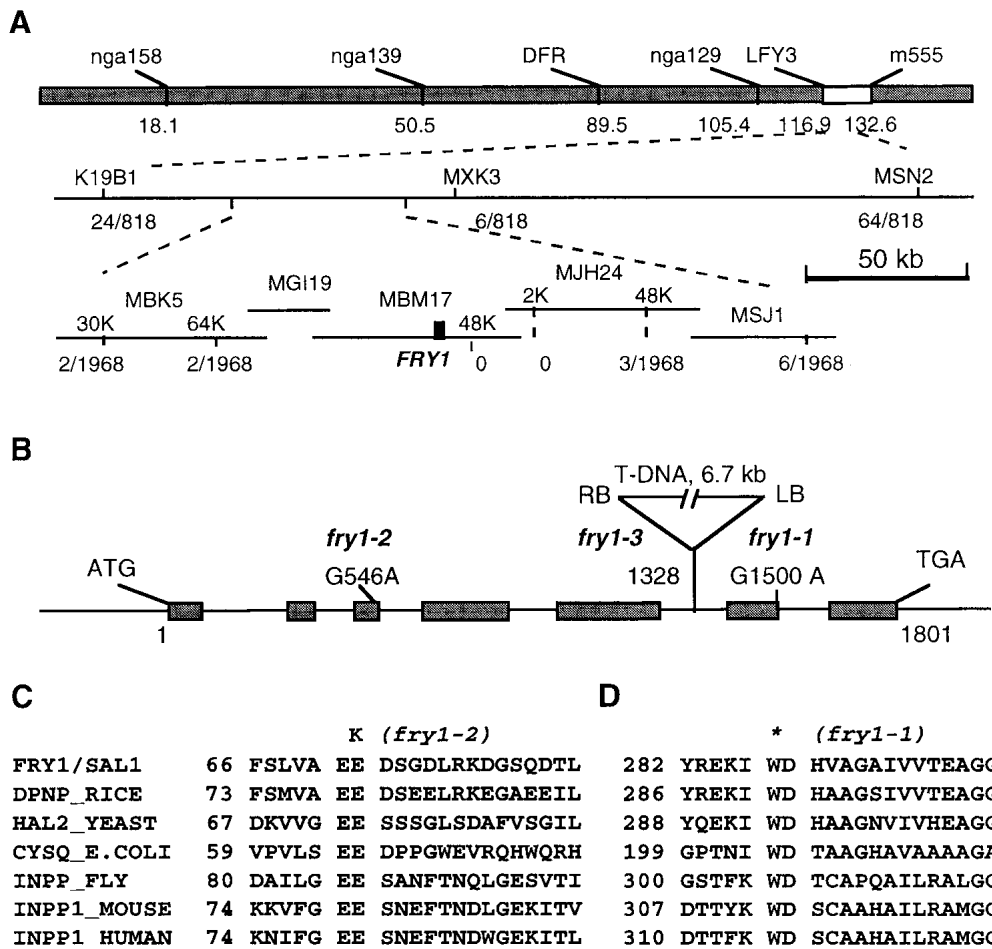 A
nga158 nga139 DFR nga129 LFY3 m555
18.1 50.5 89.5 105.4 116.9 132.6
K19B1 MXK3 MSN2
24/818 6/818 64/818
50 kb
MBK5 MGI19 MBM17 MJH24 MSJ1
30K 64K 48K 2K 48K
FRY1
2/1968 2/1968 0 0 3/1968 6/1968
B
T-DNA, 6.7 kb
RB LB
fry1-2 fry1-3 fry1-1
ATG G546A 1328 G1500 A TGA
1 1801
C
K (fry1-2)
FRY1/SAL1 66 FSLVA EE DSGDLRKDGSQDTL
DPNP_RICE 73 FSMVA EE DSEELRKEGAEEIL
HAL2_YEAST 67 DKVVG EE SSSGLSDAFVSGIL
CYSQ_E.COLI 59 VPVLS EE DPPGWEVRQHWQRH
INPP_FLY 80 DAILG EE SANFTNQLGESVTI
INPP1_MOUSE 74 KKVFG EE SNEFTNDLGEKITV
INPP1 HUMAN 74 KNIFG EE SNEFTNDWGEKITL
D
* (fry1-1)
282 YREKI WD HVAGAIVVTEAGG
286 YREKI WD HAAGSIVVTEAGG
288 YQEKI WD HAAGNVIVHEAGG
199 GPTNI WD TAAGHAVAAAAGA
300 GSTFK WD TCAPQAILRALGG
307 DTTYK WD SCAAHAILRAMGG
310 DTTFK WD SCAAHAILRAMGG